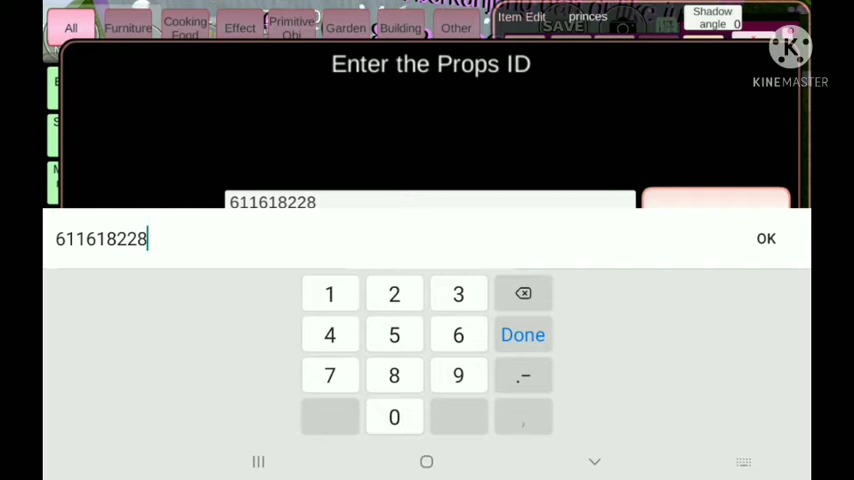 All
Furniture
Cooking
Food
Effect
Primitive
Obj
Garden
Building
Other
Item Edit
princes
SAVE
Shadow
angle 0
K
KINEMASTER
Enter the Props ID
611618228
611618228
OK
1 2 3
4 5 6 Done
7 8 9 .-
0 ,